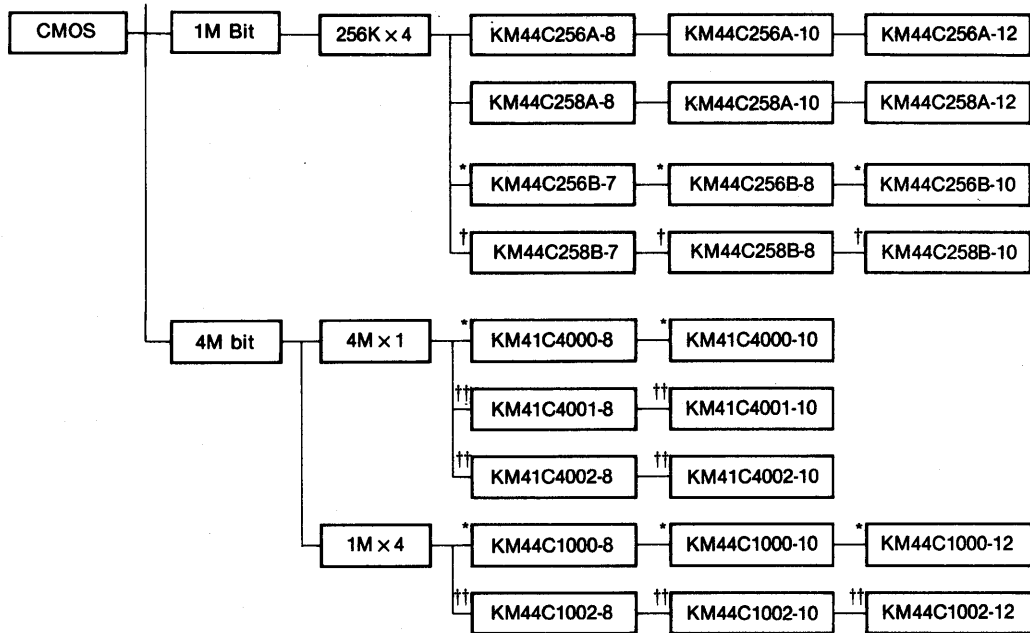 CMOS 1M Bit 256K × 4 KM44C256A-8 KM44C256A-10 KM44C256A-12
KM44C258A-8 KM44C258A-10 KM44C258A-12
* KM44C256B-7 * KM44C256B-8 * KM44C256B-10
† KM44C258B-7 † KM44C258B-8 † KM44C258B-10
4M bit 4M × 1 * KM41C4000-8 * KM41C4000-10
†† KM41C4001-8 †† KM41C4001-10
†† KM41C4002-8 †† KM41C4002-10
1M × 4 * KM44C1000-8 * KM44C1000-10 * KM44C1000-12
†† KM44C1002-8 †† KM44C1002-10 †† KM44C1002-12